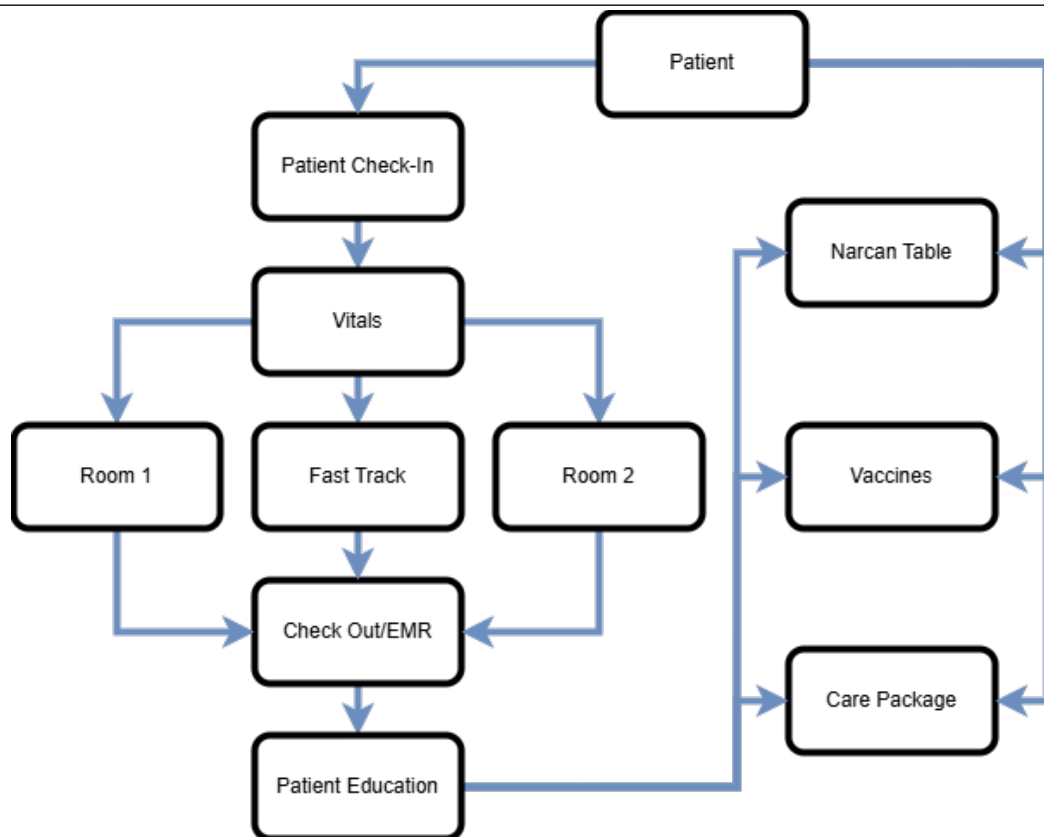 Patient
Patient Check-In
Narcan Table
Vitals
Room 1
Fast Track
Room 2
Vaccines
Check Out/EMR
Care Package
Patient Education